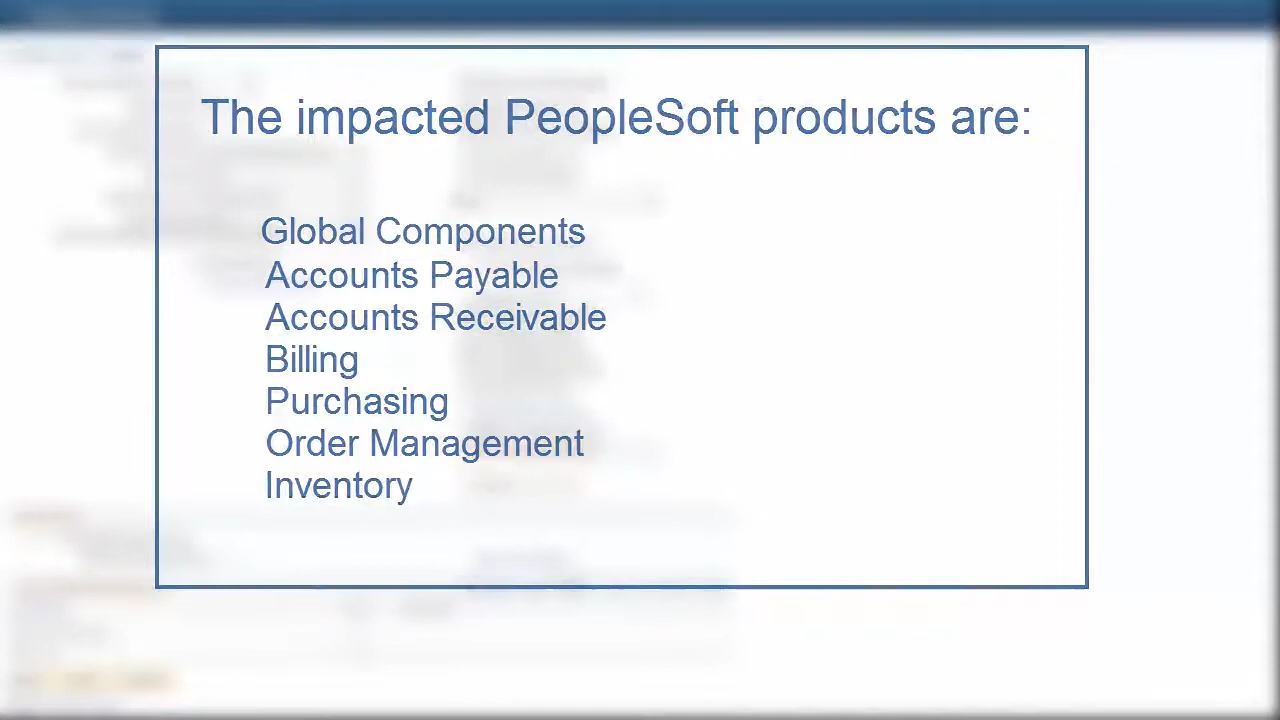 The impacted PeopleSoft products are:
Global Components
Accounts Payable
Accounts Receivable
Billing
Purchasing
Order Management
Inventory